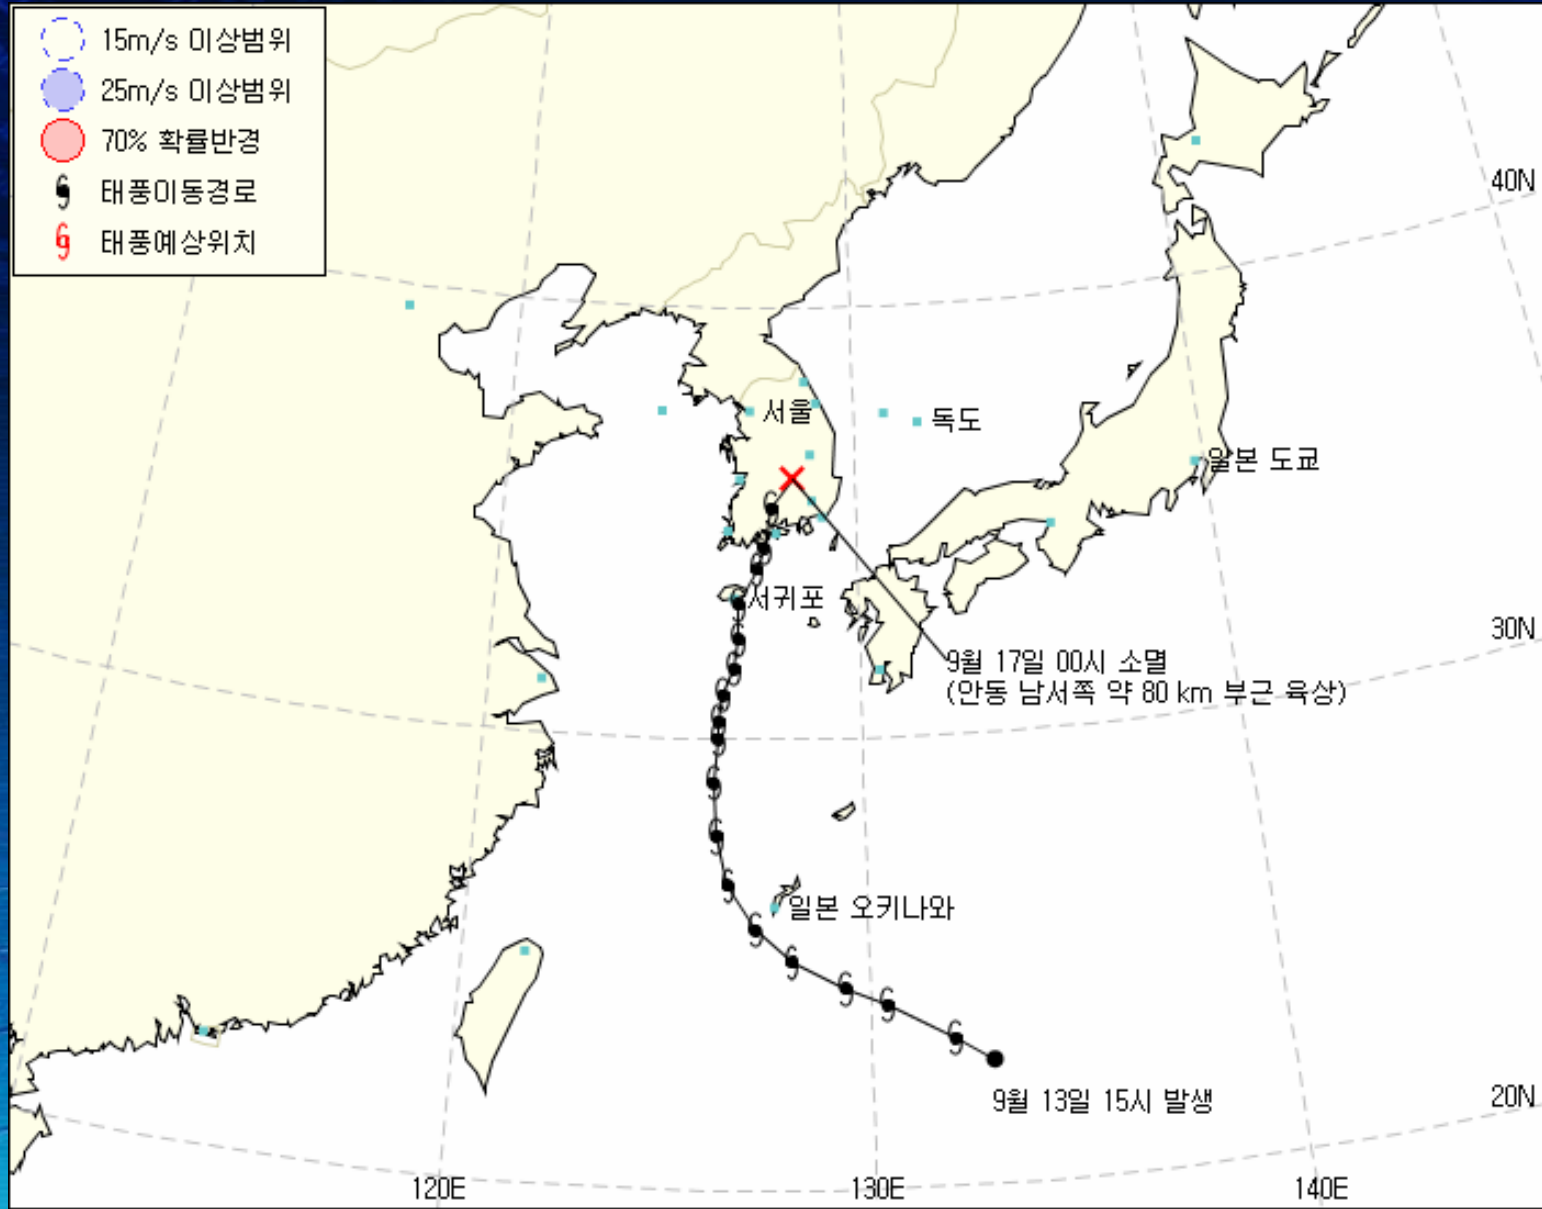 15m/s 이상범위
25m/s 이상범위
70% 확률반경
태풍이동경로
태풍예상위치
40N
서울
독도
일본 도쿄
서귀포
30N
9월 17일 00시 소멸
(안동 남서쪽 약 80 km 부근 육상)
일본 오키나와
9월 13일 15시 발생
20N
120E
130E
140E